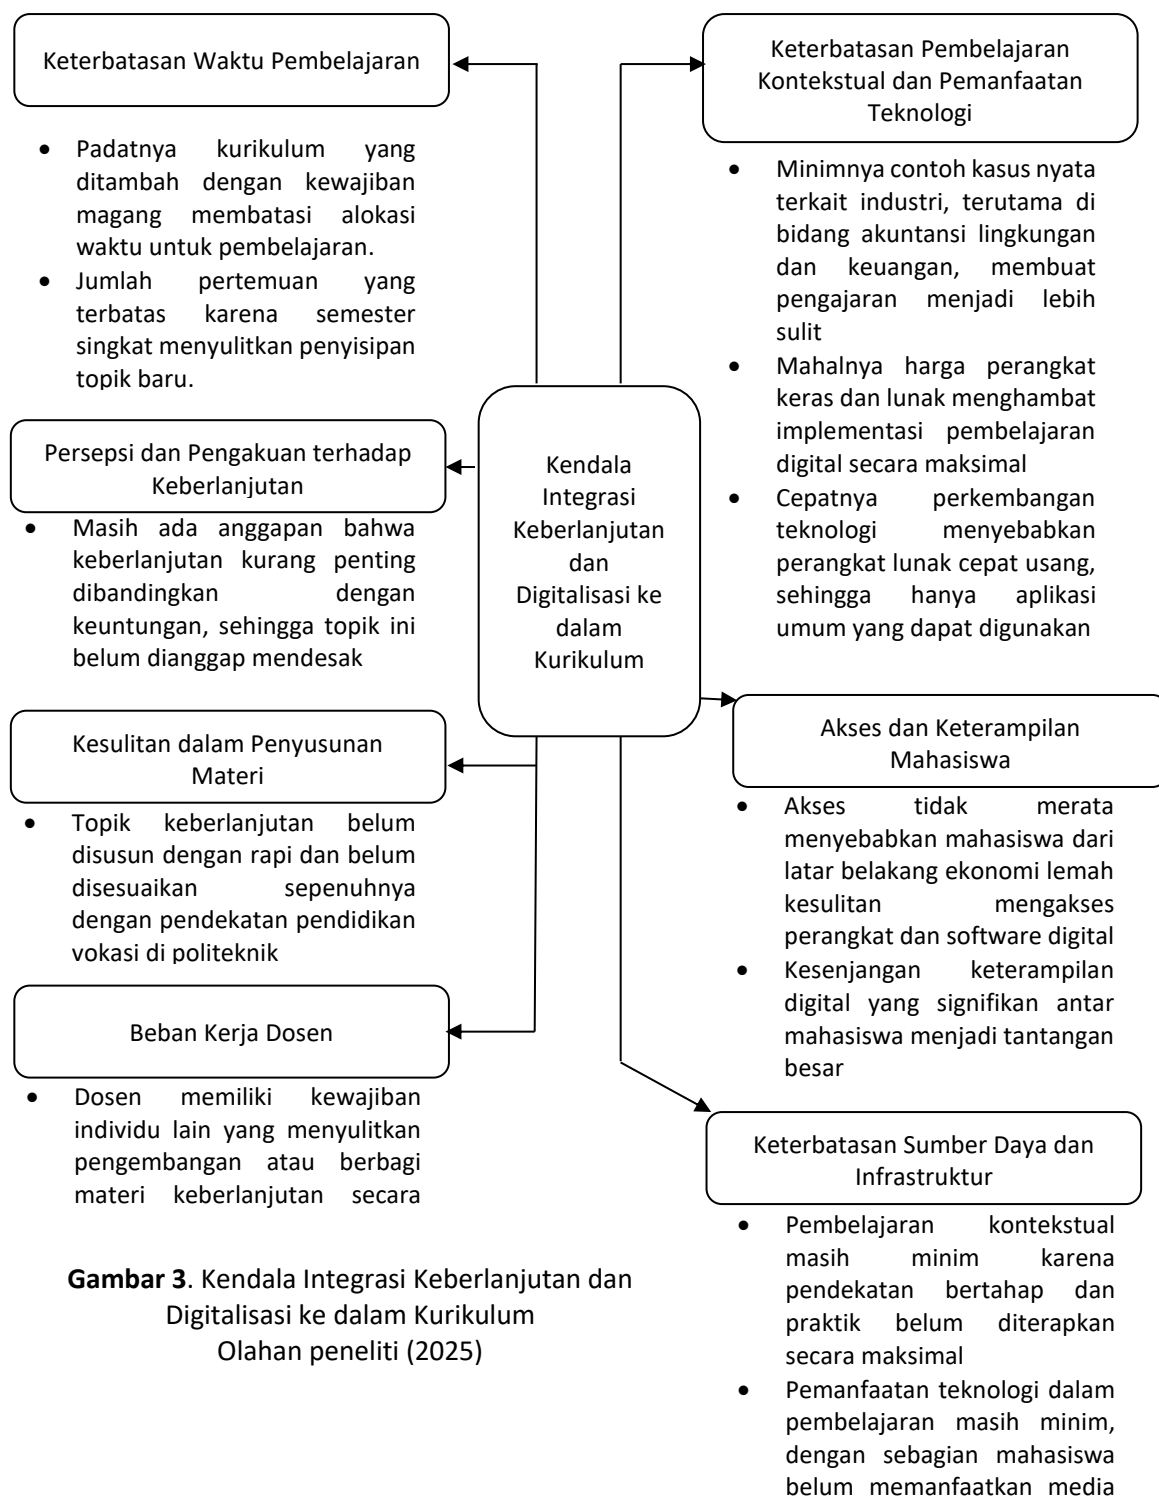 Keterbatasan Waktu Pembelajaran
• Padatnya kurikulum yang
ditambah dengan kewajiban
magang membatasi alokasi
waktu untuk pembelajaran.
• Jumlah pertemuan yang
terbatas karena semester
singkat menyulitkan penyisipan
topik baru.
Persepsi dan Pengakuan terhadap
Keberlanjutan
• Masih ada anggapan bahwa
keberlanjutan kurang penting
dibandingkan dengan
keuntungan, sehingga topik ini
belum dianggap mendesak
Kesulitan dalam Penyusunan
Materi
• Topik keberlanjutan belum
disusun dengan rapi dan belum
disesuaikan sepenuhnya
dengan pendekatan pendidikan
vokasi di politeknik
Beban Kerja Dosen
• Dosen memiliki kewajiban
individu lain yang menyulitkan
pengembangan atau berbagi
materi keberlanjutan secara
Kendala
Integrasi
Keberlanjutan
dan
Digitalisasi ke
dalam
Kurikulum
Keterbatasan Pembelajaran
Kontekstual dan Pemanfaatan
Teknologi
• Minimnya contoh kasus nyata
terkait industri, terutama di
bidang akuntansi lingkungan
dan keuangan, membuat
pengajaran menjadi lebih
sulit
• Mahalnya harga perangkat
keras dan lunak menghambat
implementasi pembelajaran
digital secara maksimal
• Cepatnya perkembangan
teknologi menyebabkan
perangkat lunak cepat usang,
sehingga hanya aplikasi
umum yang dapat digunakan
Akses dan Keterampilan
Mahasiswa
• Akses tidak merata
menyebabkan mahasiswa dari
latar belakang ekonomi lemah
kesulitan mengakses
perangkat dan software digital
• Kesenjangan keterampilan
digital yang signifikan antar
mahasiswa menjadi tantangan
besar
Keterbatasan Sumber Daya dan
Infrastruktur
• Pembelajaran kontekstual
masih minim karena
pendekatan bertahap dan
praktik belum diterapkan
secara maksimal
• Pemanfaatan teknologi dalam
pembelajaran masih minim,
dengan sebagian mahasiswa
belum memanfaatkan media
Gambar 3. Kendala Integrasi Keberlanjutan dan
Digitalisasi ke dalam Kurikulum
Olahan peneliti (2025)